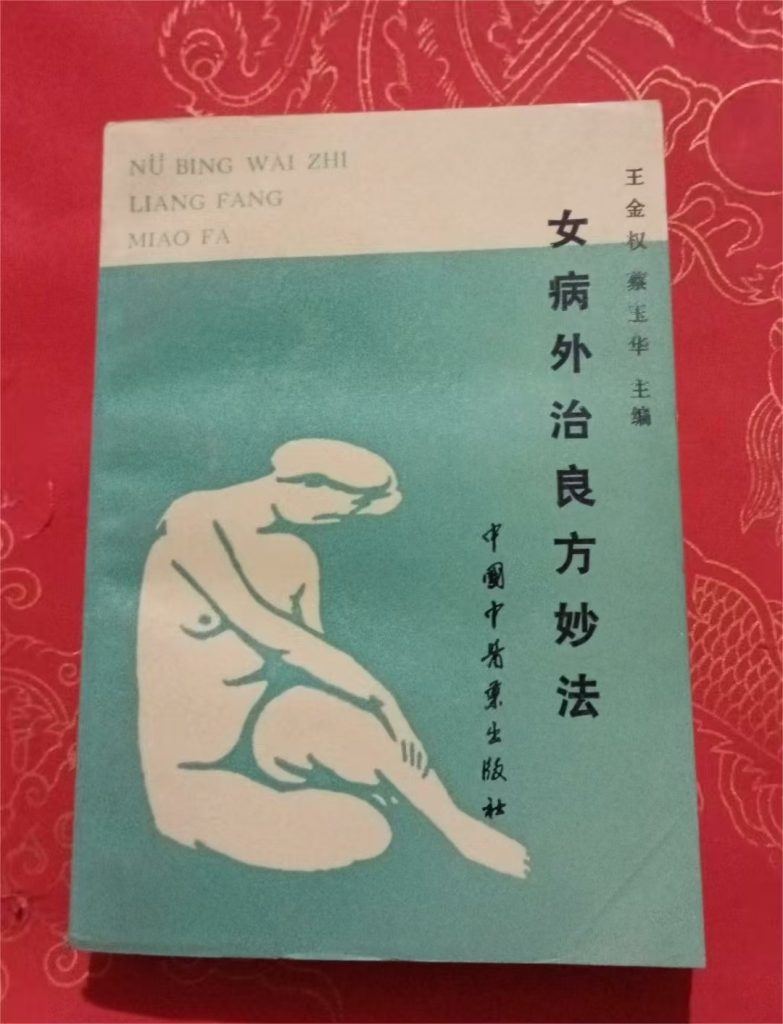 NÜ BING WAI ZHI
LIANG FANG
MIAO FA
王金权 蔡玉华 主编
女病外治良方妙法
中國中医药出版社